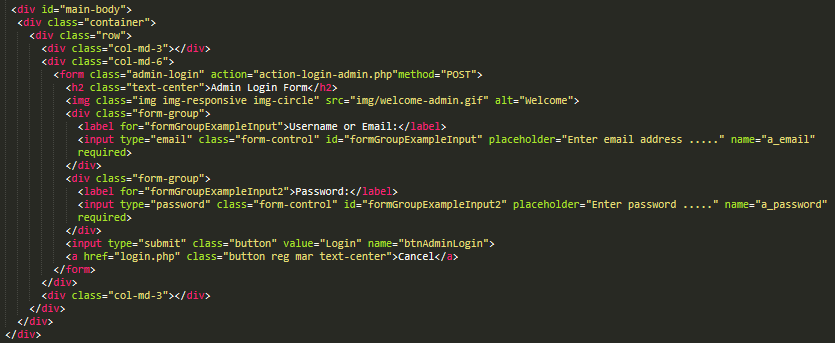 <div id="main-body">
<div class="container">
<div class="row">
<div class="col-md-3"></div>
<div class="col-md-6">
<form class="admin-login" action="action-login-admin.php"method="POST">
<h2 class="text-center">Admin Login Form</h2>
<img class="img img-responsive img-circle" src="img/welcome-admin.gif" alt="Welcome">
<div class="form-group">
<label for="formGroupExampleInput">Username or Email:</label>
<input type="email" class="form-control" id="formGroupExampleInput" placeholder="Enter email address ....." name="a_email"
required>
</div>
<div class="form-group">
<label for="formGroupExampleInput2">Password:</label>
<input type="password" class="form-control" id="formGroupExampleInput2" placeholder="Enter password ....." name="a_password"
required>
</div>
<input type="submit" class="button" value="Login" name="btnAdminLogin">
<a href="login.php" class="button reg mar text-center">Cancel</a>
</form>
</div>
<div class="col-md-3"></div>
</div>
</div>
</div>